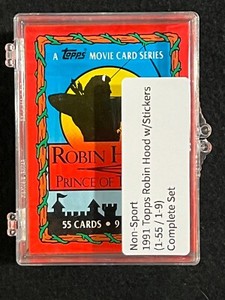 A Topps MOVIE CARD SERIES
ROBIN H
PRINCE OF T
55 CARDS • 9
Non-Sport
1991 Topps Robin Hood w/Stickers
(1-55 / 1-9)
Complete Set